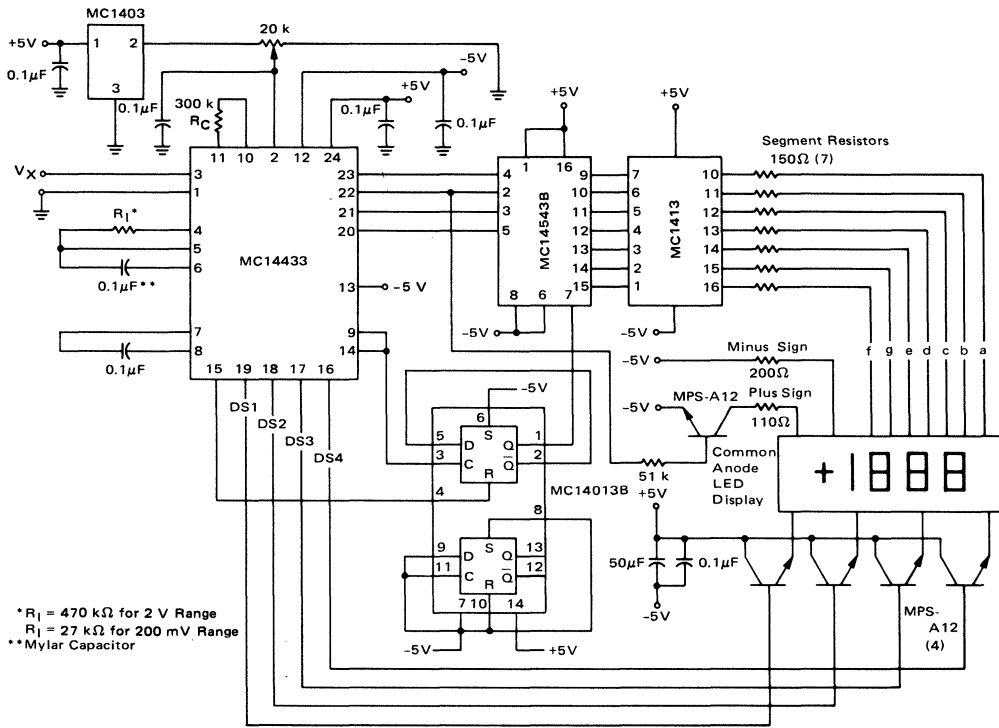 MC1403
20 k
+5V
1
2
3
0.1μF
0.1μF
-5V
+5V
0.1μF
0.1μF
300 k
RC
11
10
2
12
24
VX
3
1
RI*
4
5
6
0.1μF**
7
8
0.1μF
MC14433
23
22
21
20
13
-5 V
9
14
15
19
18
17
16
DS1
DS2
DS3
DS4
+5V
1
16
4
2
3
5
MC14543B
9
10
11
12
13
14
15
8
6
7
-5V
+5V
7
6
5
4
3
2
1
MC1413
10
11
12
13
14
15
16
-5V
Segment Resistors
150Ω (7)
f
g
e
d
c
b
a
-5V
Minus Sign
200Ω
MPS-A12
Plus Sign
-5V
110Ω
51 k
Common
Anode
LED
Display
-5V
6
5
D
S
Q
1
3
C
Q̅
2
R
4
MC14013B
8
9
D
S
Q
13
11
C
Q̅
12
R
7
10
14
-5V
+5V
+5V
50μF
0.1μF
-5V
MPS-
A12
(4)
*RI = 470 kΩ for 2 V Range
RI = 27 kΩ for 200 mV Range
**Mylar Capacitor